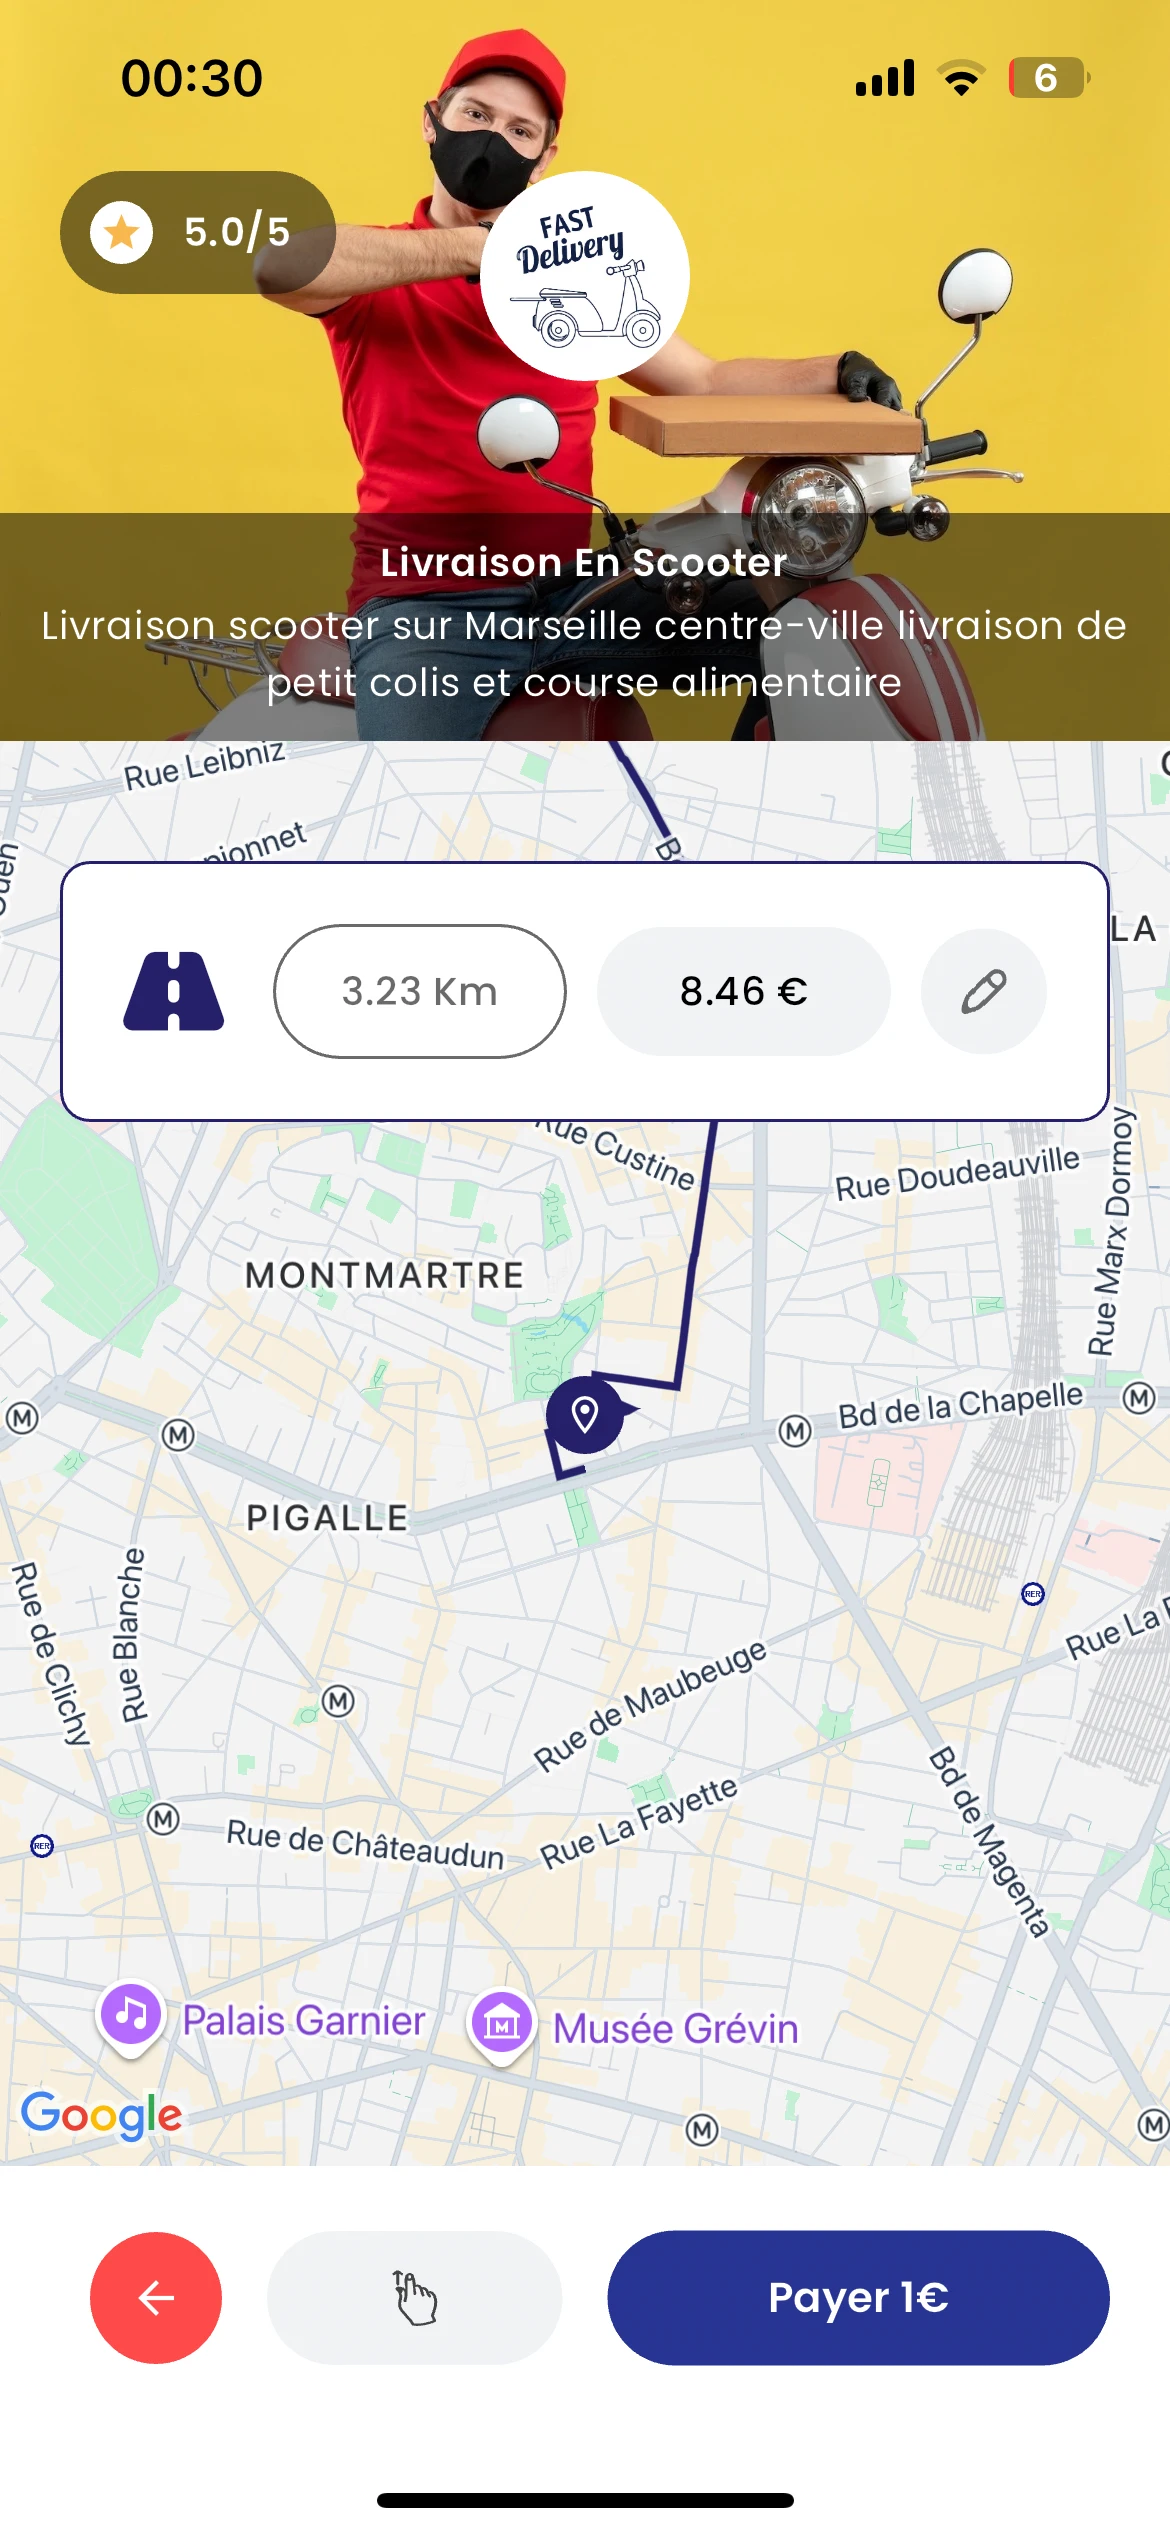 00:30
6
5.0/5
FAST
Delivery
Livraison En Scooter
Livraison scooter sur Marseille centre-ville livraison de
petit colis et course alimentaire
Rue Leibniz
LA
3.23 Km
8.46 €
Rue Custine
Rue Doudeauville
Rue Marx Dormoy
MONTMARTRE
M
M
M
Bd de la Chapelle
M
PIGALLE
RER
Rue de Clichy
Rue Blanche
Rue La
M
Rue de Maubeuge
Bd de Magenta
M
RER
Rue de Châteaudun
Rue La Fayette
Palais Garnier
M
Musée Grévin
Google
M
M
Payer 1€